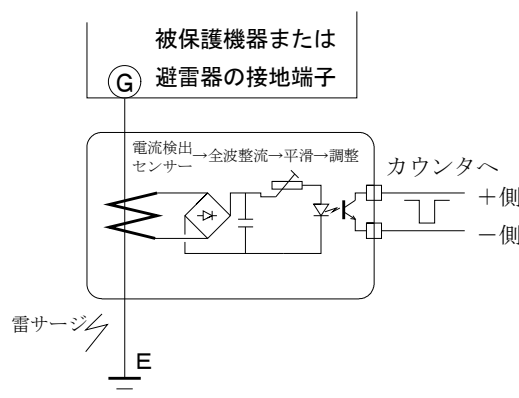 被保護機器または
避雷器の接地端子
G
電流検出
センサー→全波整流→平滑→調整
カウンタへ
+側
−側
雷サージ
E